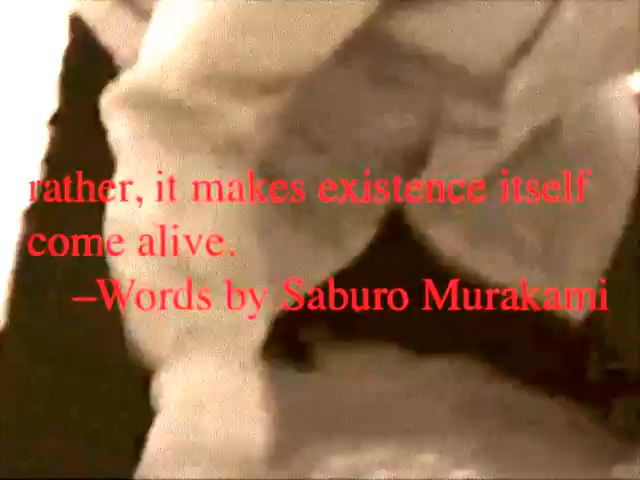 rather, it makes existence itself
come alive.
–Words by Saburo Murakami